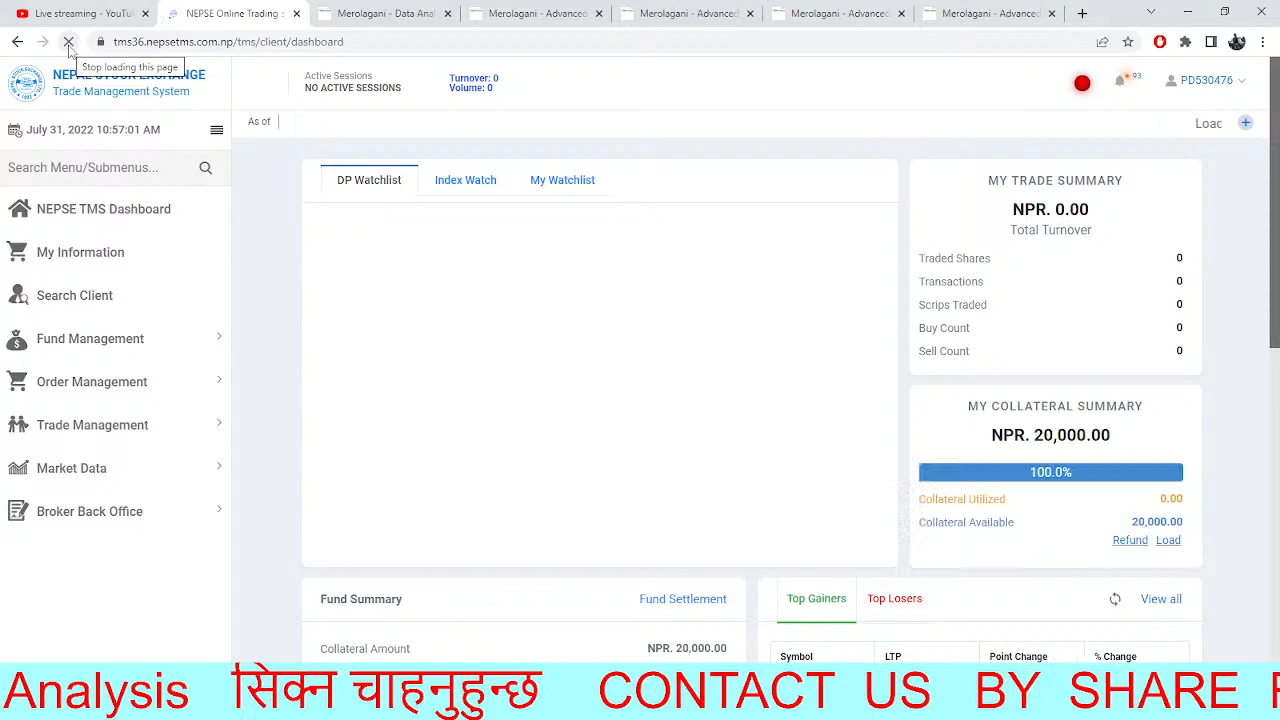 Live streaming - YouTu
NEPSE Online Trading s
Merolagani - Data Anal
Merolagani - Advanced
Merolagani - Advanced
Merolagani - Advanced
Merolagani - Advanced
tms36.nepsetms.com.np/tms/client/dashboard
Stop loading this page
NEPAL STOCK EXCHANGE
Trade Management System
Active Sessions
NO ACTIVE SESSIONS
Turnover: 0
Volume: 0
93
PD530476
July 31, 2022 10:57:01 AM
As of
Loac
Search Menu/Submenus...
NEPSE TMS Dashboard
My Information
Search Client
Fund Management
Order Management
Trade Management
Market Data
Broker Back Office
DP Watchlist
Index Watch
My Watchlist
MY TRADE SUMMARY
NPR. 0.00
Total Turnover
Traded Shares 0
Transactions 0
Scrips Traded 0
Buy Count 0
Sell Count 0
MY COLLATERAL SUMMARY
NPR. 20,000.00
100.0%
Collateral Utilized 0.00
Collateral Available 20,000.00
Refund Load
Fund Summary Fund Settlement
Collateral Amount NPR. 20,000.00
Top Gainers Top Losers View all
Symbol LTP Point Change % Change
Analysis सिक्न चाहनुहुन्छ CONTACT US BY SHARE